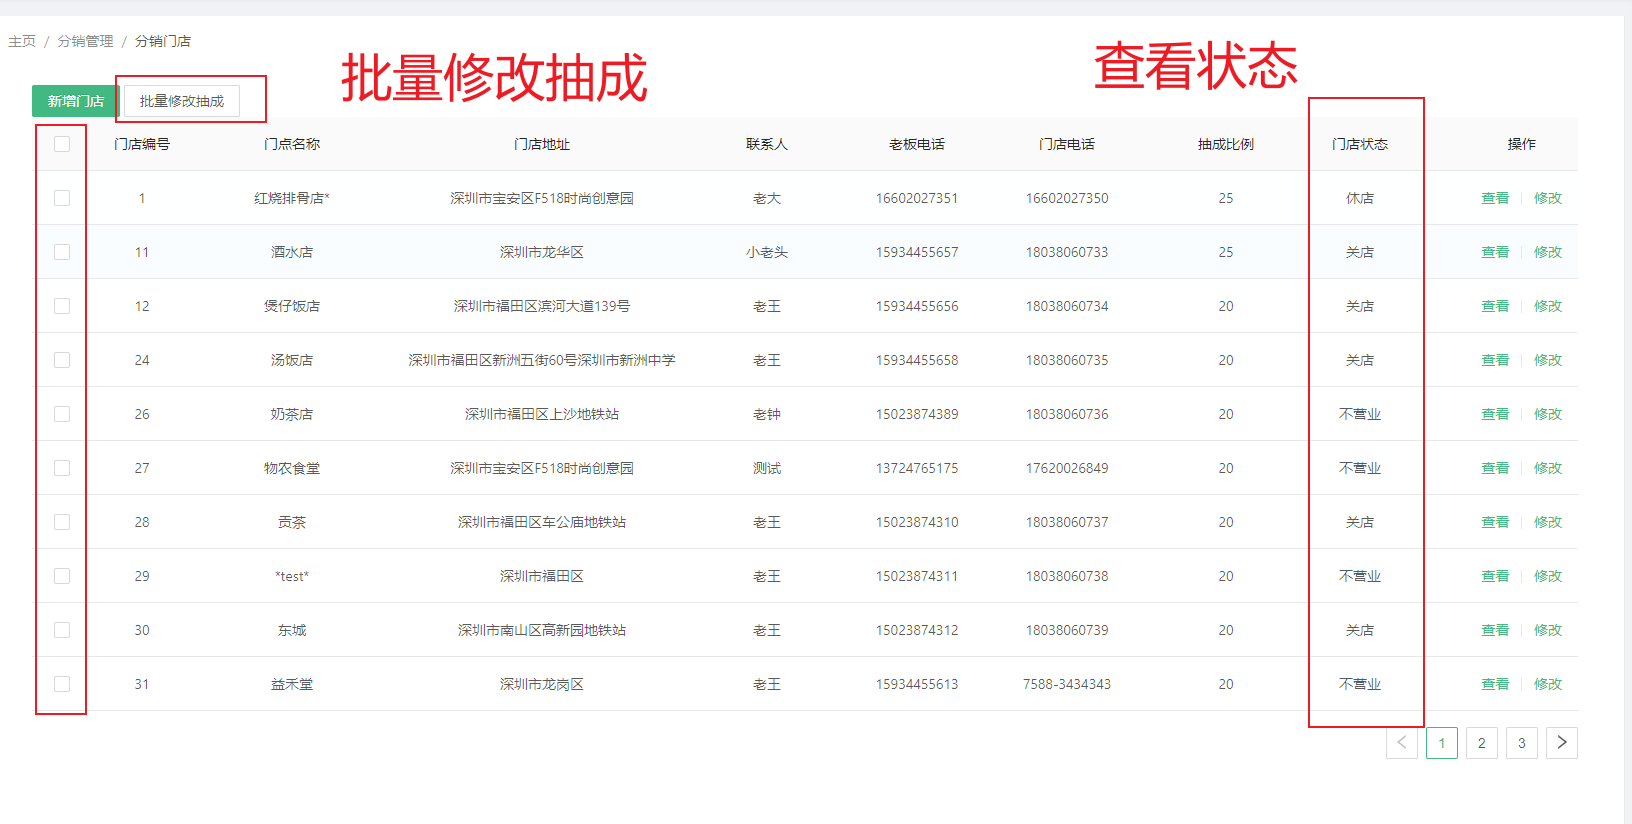 主页 / 分销管理 / 分销门店
批量修改抽成
查看状态
新增门店 批量修改抽成
门店编号 门点名称 门店地址 联系人 老板电话 门店电话 抽成比例 门店状态 操作
1 红烧排骨店* 深圳市宝安区F518时尚创意园 老大 16602027351 16602027350 25 休店 查看 修改
11 酒水店 深圳市龙华区 小老头 15934455657 18038060733 25 关店 查看 修改
12 煲仔饭店 深圳市福田区滨河大道139号 老王 15934455656 18038060734 20 关店 查看 修改
24 汤饭店 深圳市福田区新洲五街60号深圳市新洲中学 老王 15934455658 18038060735 20 关店 查看 修改
26 奶茶店 深圳市福田区上沙地铁站 老钟 15023874389 18038060736 20 不营业 查看 修改
27 物农食堂 深圳市宝安区F518时尚创意园 测试 13724765175 17620026849 20 不营业 查看 修改
28 贡茶 深圳市福田区车公庙地铁站 老王 15023874310 18038060737 20 关店 查看 修改
29 *test* 深圳市福田区 老王 15023874311 18038060738 20 不营业 查看 修改
30 东城 深圳市南山区高新园地铁站 老王 15023874312 18038060739 20 关店 查看 修改
31 益禾堂 深圳市龙岗区 老王 15934455613 7588-3434343 20 不营业 查看 修改
1 2 3